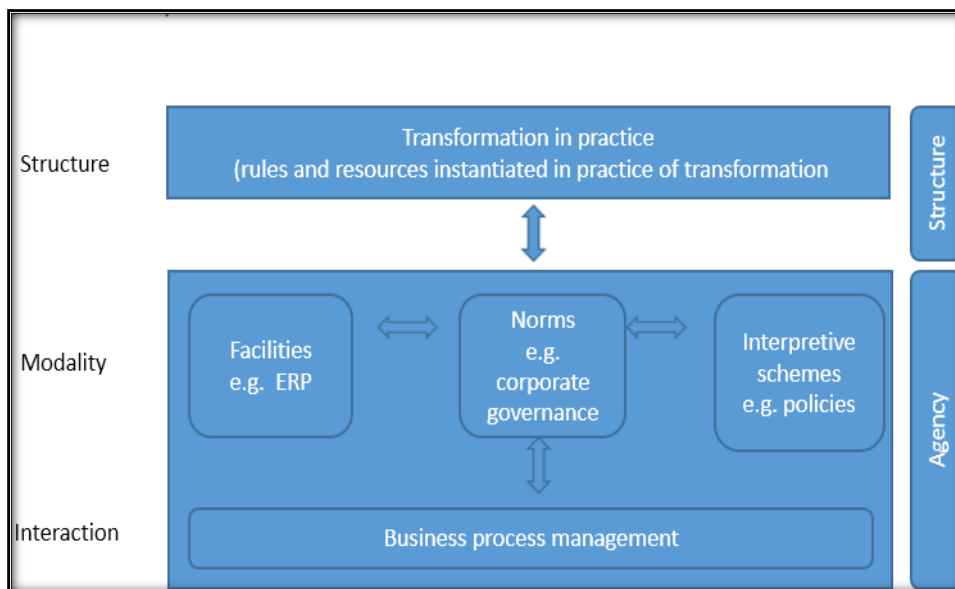 Transformation in practice
(rules and resources instantiated in practice of transformation
Structure
Structure
Facilities
e.g. ERP
Norms
e.g.
corporate
governance
Interpretive
schemes
e.g. policies
Modality
Agency
Business process management
Interaction